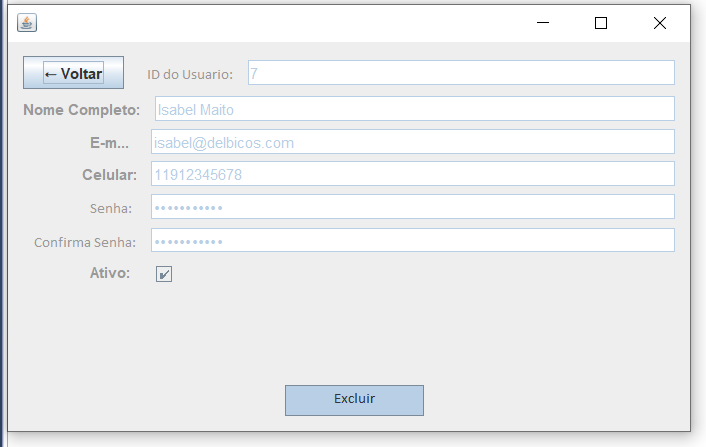 ← Voltar ID do Usuario: 7
Nome Completo: Isabel Maito
E-m... isabel@delbicos.com
Celular: 11912345678
Senha: •••••••••••
Confirma Senha: •••••••••••
Ativo:
Excluir